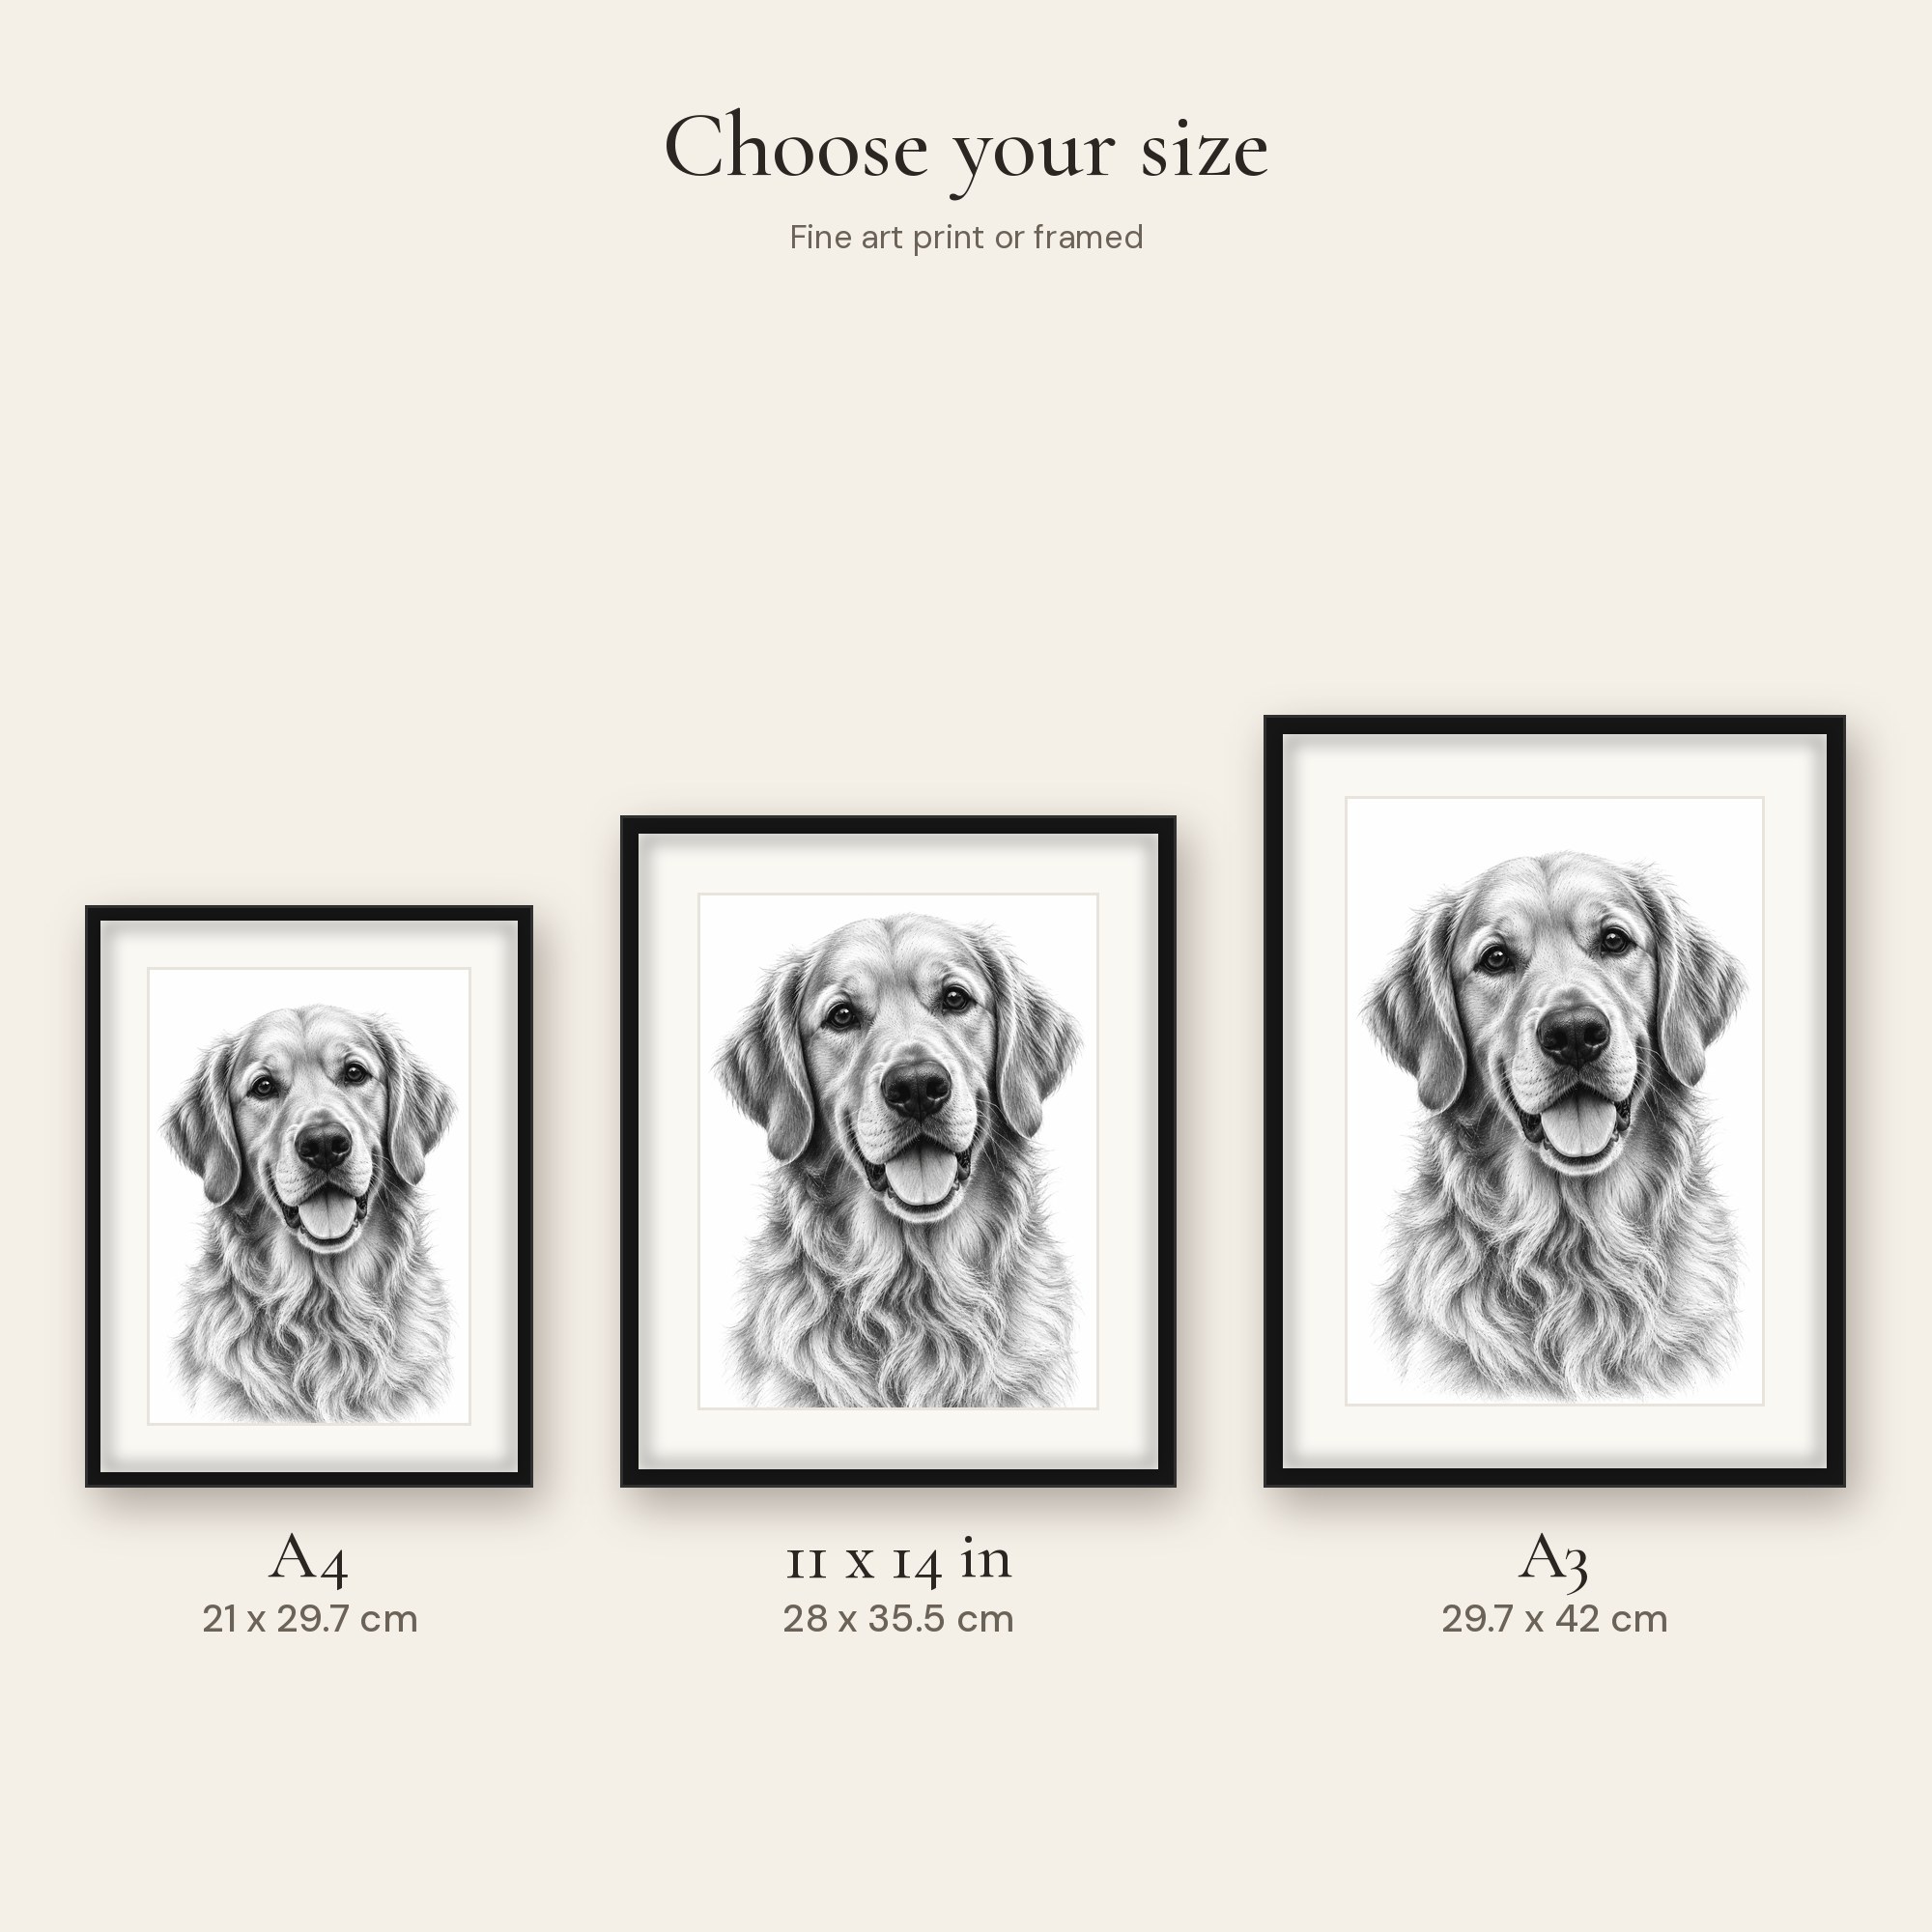 Choose your size
Fine art print or framed
A4
21 x 29.7 cm
11 x 14 in
28 x 35.5 cm
A3
29.7 x 42 cm